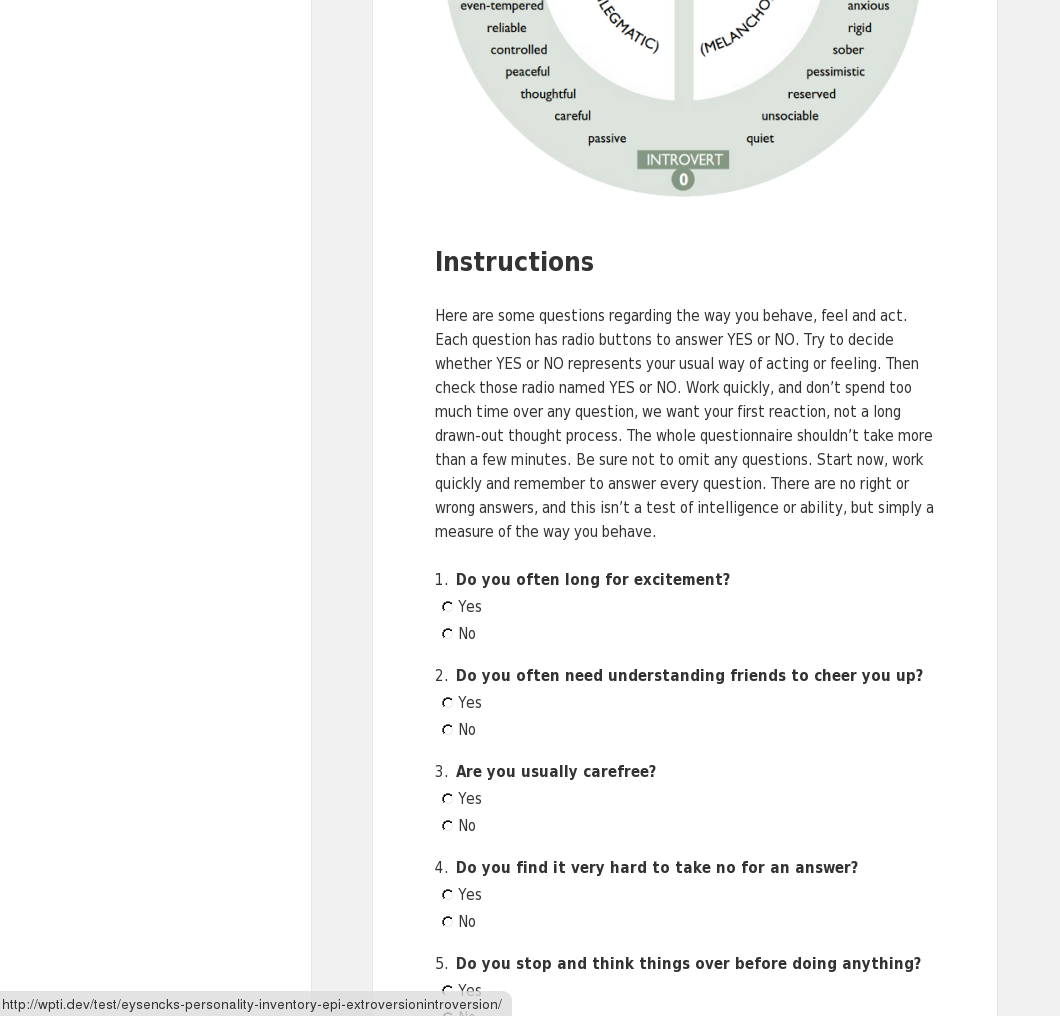 even-tempered
anxious
reliable
rigid
controlled
sober
peaceful
pessimistic
thoughtful
reserved
careful
unsociable
passive
quiet
INTROVERT
0
Instructions
Here are some questions regarding the way you behave, feel and act.
Each question has radio buttons to answer YES or NO. Try to decide
whether YES or NO represents your usual way of acting or feeling. Then
check those radio named YES or NO. Work quickly, and don’t spend too
much time over any question, we want your first reaction, not a long
drawn-out thought process. The whole questionnaire shouldn’t take more
than a few minutes. Be sure not to omit any questions. Start now, work
quickly and remember to answer every question. There are no right or
wrong answers, and this isn’t a test of intelligence or ability, but simply a
measure of the way you behave.
1. Do you often long for excitement?
Yes
No
2. Do you often need understanding friends to cheer you up?
Yes
No
3. Are you usually carefree?
Yes
No
4. Do you find it very hard to take no for an answer?
Yes
No
5. Do you stop and think things over before doing anything?
Yes
No
http://wpti.dev/test/eysencks-personality-inventory-epi-extroversionintroversion/